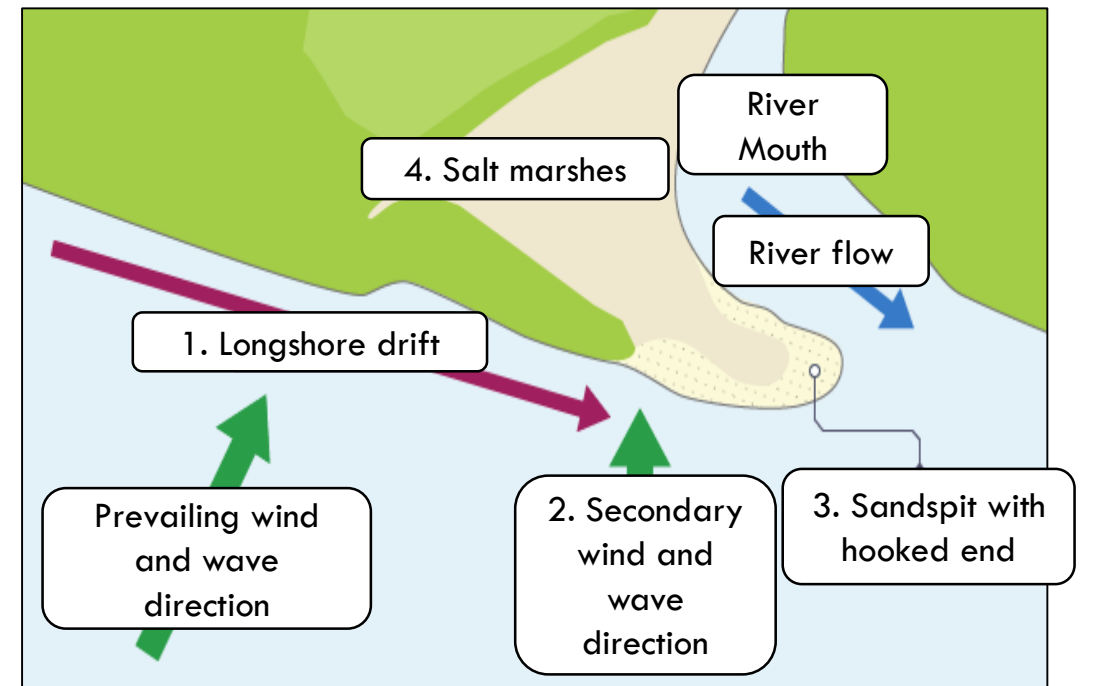 River
Mouth
4. Salt marshes
River flow
1. Longshore drift
Prevailing wind
and wave
direction
2. Secondary
wind and
wave
direction
3. Sandspit with
hooked end